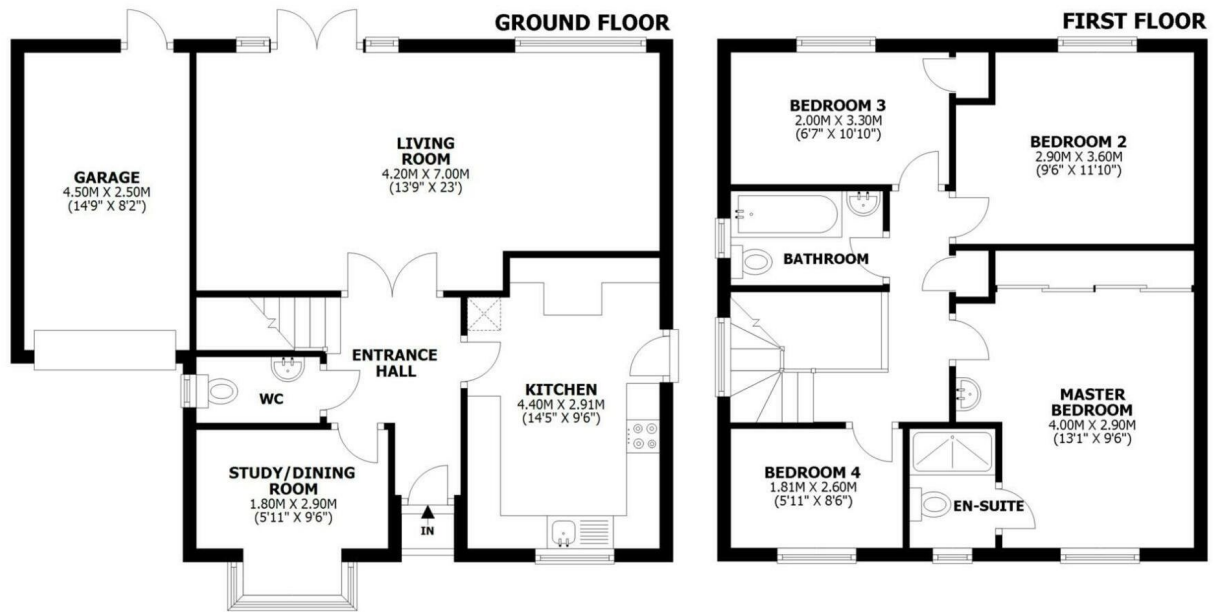 GROUND FLOOR
GARAGE
4.50M X 2.50M
(14'9" X 8'2")
LIVING
ROOM
4.20M X 7.00M
(13'9" X 23')
ENTRANCE
HALL
WC
KITCHEN
4.40M X 2.91M
(14'5" X 9'6")
STUDY/DINING
ROOM
1.80M X 2.90M
(5'11" X 9'6")
IN
FIRST FLOOR
BEDROOM 3
2.00M X 3.30M
(6'7" X 10'10")
BEDROOM 2
2.90M X 3.60M
(9'6" X 11'10")
BATHROOM
MASTER
BEDROOM
4.00M X 2.90M
(13'1" X 9'6")
BEDROOM 4
1.81M X 2.60M
(5'11" X 8'6")
EN-SUITE